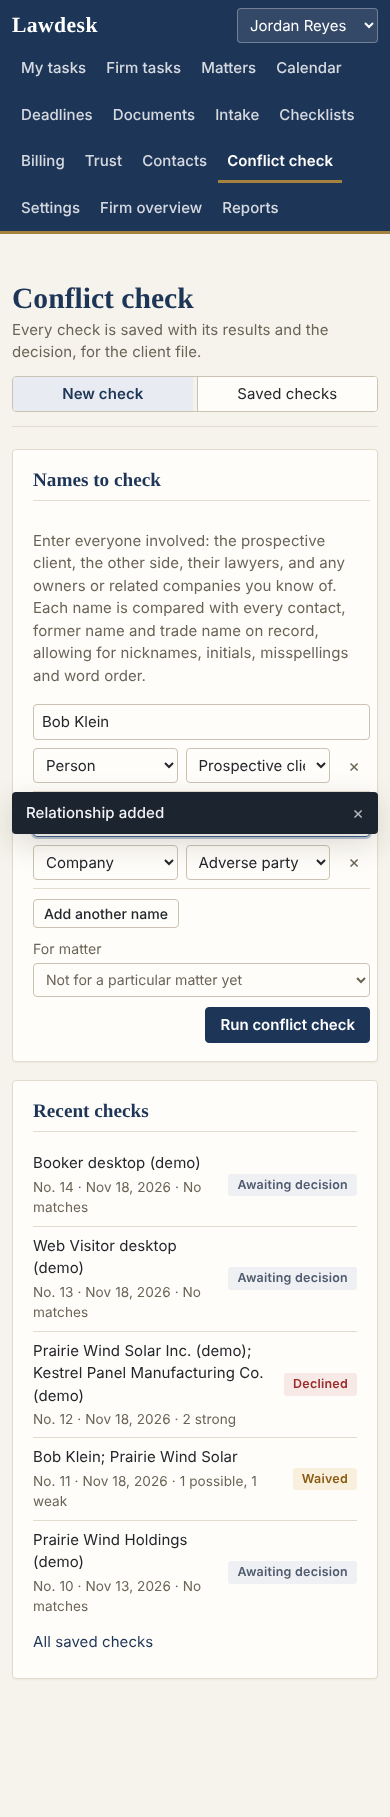 Lawdesk
Jordan Reyes
My tasks Firm tasks Matters Calendar
Deadlines Documents Intake Checklists
Billing Trust Contacts Conflict check
Settings Firm overview Reports
Conflict check
Every check is saved with its results and the
decision, for the client file.
New check Saved checks
Names to check
Enter everyone involved: the prospective
client, the other side, their lawyers, and any
owners or related companies you know of.
Each name is compared with every contact,
former name and trade name on record,
allowing for nicknames, initials, misspellings
and word order.
Bob Klein
Person Prospective ×
Relationship added ×
Company Adverse party ×
Add another name
For matter
Not for a particular matter yet
Run conflict check
Recent checks
Booker desktop (demo)
No. 14 · Nov 18, 2026 · No
matches
Awaiting decision
Web Visitor desktop
(demo)
No. 13 · Nov 18, 2026 · No
matches
Awaiting decision
Prairie Wind Solar Inc. (demo);
Kestrel Panel Manufacturing Co.
(demo)
No. 12 · Nov 18, 2026 · 2 strong
Declined
Bob Klein; Prairie Wind Solar
No. 11 · Nov 18, 2026 · 1 possible, 1
weak
Waived
Prairie Wind Holdings
(demo)
No. 10 · Nov 13, 2026 · No
matches
Awaiting decision
All saved checks